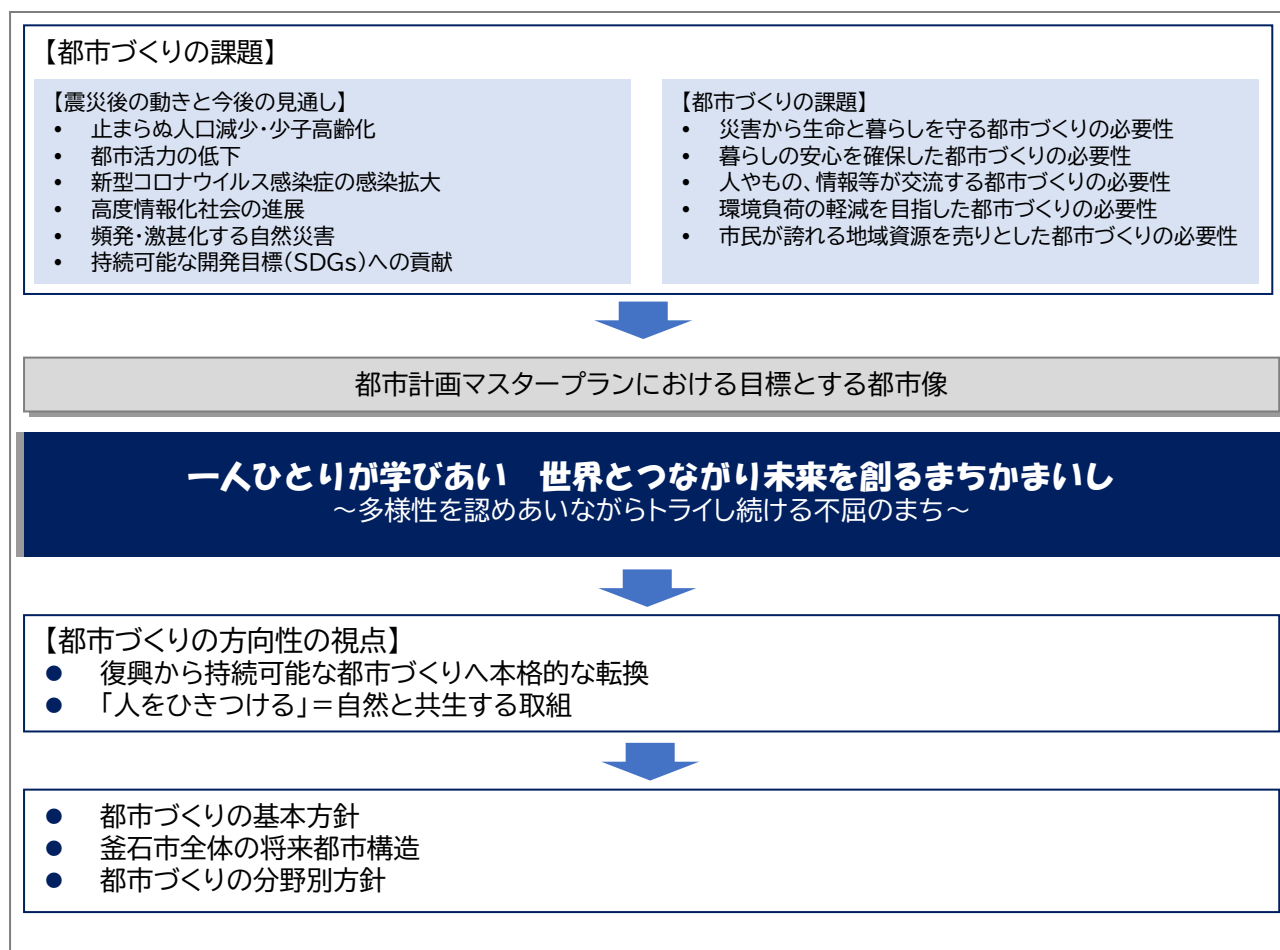 【都市づくりの課題】
【震災後の動きと今後の見通し】
• 止まらぬ人口減少・少子高齢化
• 都市活力の低下
• 新型コロナウイルス感染症の感染拡大
• 高度情報化社会の進展
• 頻発・激甚化する自然災害
• 持続可能な開発目標(SDGs)への貢献
【都市づくりの課題】
• 災害から生命と暮らしを守る都市づくりの必要性
• 暮らしの安心を確保した都市づくりの必要性
• 人やもの、情報等が交流する都市づくりの必要性
• 環境負荷の軽減を目指した都市づくりの必要性
• 市民が誇れる地域資源を売りとした都市づくりの必要性
都市計画マスタープランにおける目標とする都市像
一人ひとりが学びあい　世界とつながり未来を創るまちかまいし
～多様性を認めあいながらトライし続ける不屈のまち～
【都市づくりの方向性の視点】
● 復興から持続可能な都市づくりへ本格的な転換
● 「人をひきつける」＝自然と共生する取組
● 都市づくりの基本方針
● 釜石市全体の将来都市構造
● 都市づくりの分野別方針